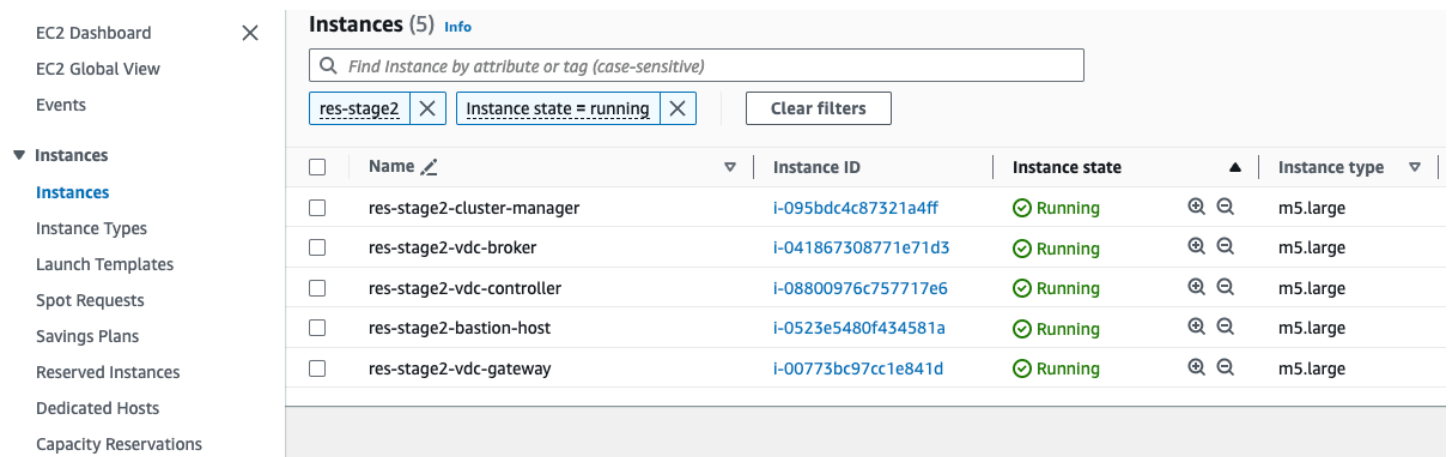 EC2 Dashboard
EC2 Global View
Events
Instances
Instances
Instance Types
Launch Templates
Spot Requests
Savings Plans
Reserved Instances
Dedicated Hosts
Capacity Reservations
Instances (5) Info
Find Instance by attribute or tag (case-sensitive)
res-stage2 Instance state = running Clear filters
Name Instance ID Instance state Instance type
res-stage2-cluster-manager i-095bdc4c87321a4ff Running m5.large
res-stage2-vdc-broker i-041867308771e71d3 Running m5.large
res-stage2-vdc-controller i-08800976c757717e6 Running m5.large
res-stage2-bastion-host i-0523e5480f434581a Running m5.large
res-stage2-vdc-gateway i-00773bc97cc1e841d Running m5.large